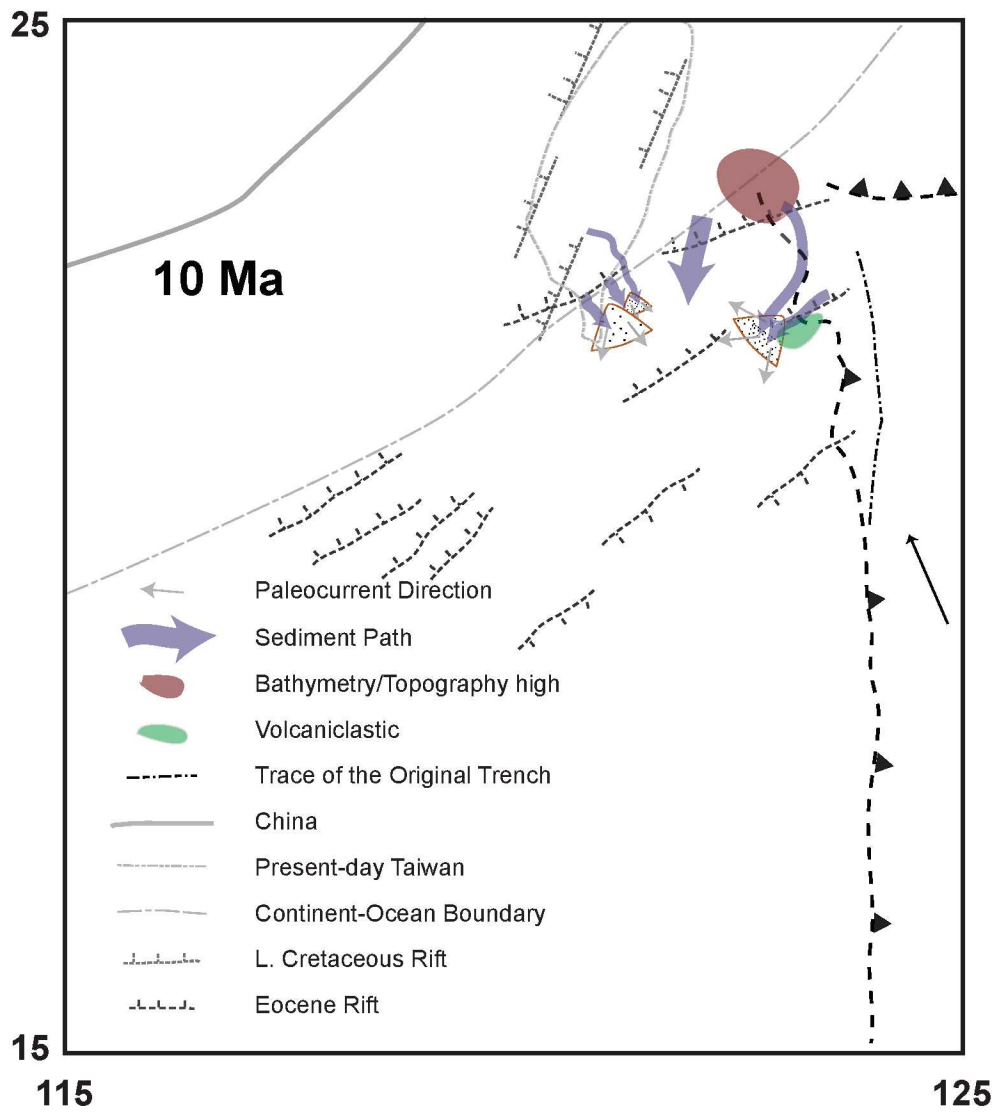 25
10 Ma
Paleocurrent Direction
Sediment Path
Bathymetry/Topography high
Volcaniclastic
Trace of the Original Trench
China
Present-day Taiwan
Continent-Ocean Boundary
L. Cretaceous Rift
Eocene Rift
15
115
125